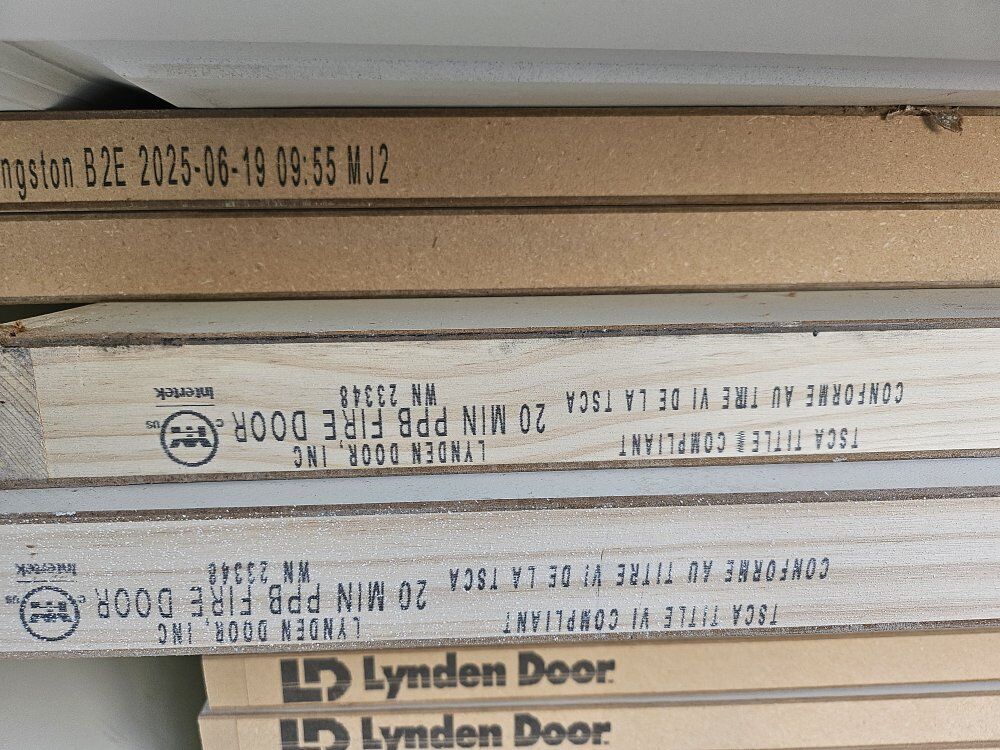 ngston B2E 2025-06-19 09:55 MJ2
TSCA TITLE COMPLIANT
CONFORME AU VI DE LA TSCA
LYNDEN DOOR, INC
20 MIN PPB FIRE DOOR
WN 23348
C US
Intertek
TSCA TITLE VI COMPLIANT
CONFORME AU TITRE VI DE LA TSCA
LYNDEN DOOR, INC
20 MIN PPB FIRE DOOR
WN 23348
C US
Intertek
LD Lynden Door
LD Lynden Door